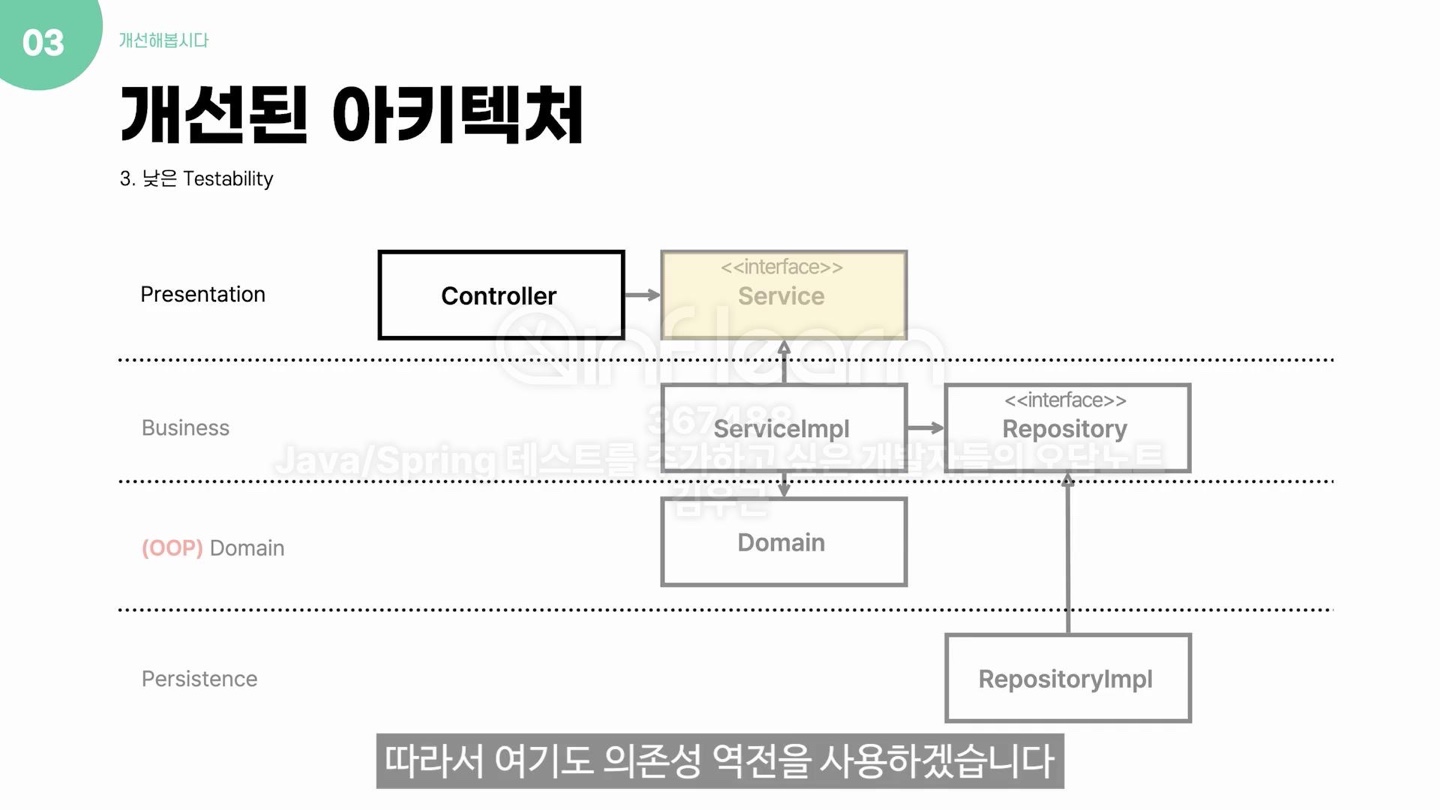 03
개선해봅시다
개선된 아키텍처
3. 낮은 Testability
Presentation
Controller
<<interface>>
Service
inflearn
Business
ServiceImpl
<<interface>>
Repository
367488
Java/Spring 테스트를 추가하고 싶은 개발자들의 오답노트
김우근
(OOP) Domain
Domain
Persistence
RepositoryImpl
따라서 여기도 의존성 역전을 사용하겠습니다